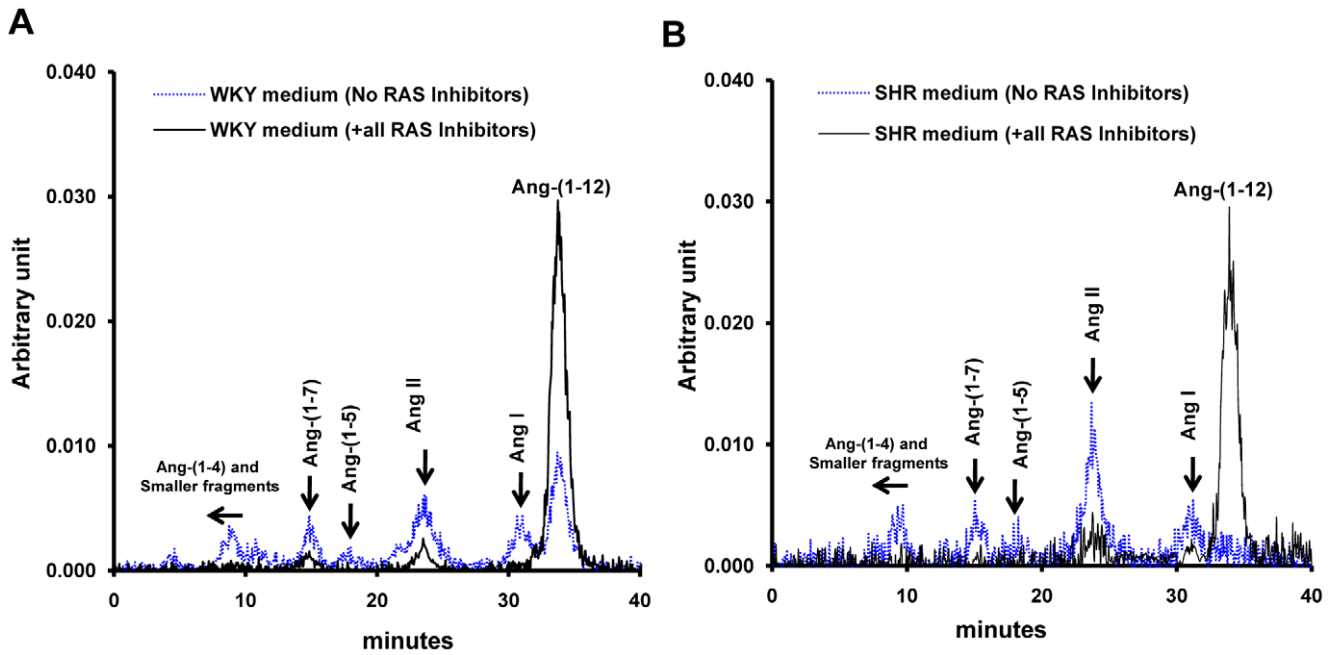 A
0.040
0.030
0.020
0.010
0.000
Arbitrary unit
WKY medium (No RAS Inhibitors)
WKY medium (+all RAS Inhibitors)
Ang-(1-12)
Ang-(1-4) and
Smaller fragments
Ang-(1-7)
Ang-(1-5)
Ang II
Ang I
0
10
20
30
40
minutes
B
0.040
0.030
0.020
0.010
0.000
Arbitrary unit
SHR medium (No RAS Inhibitors)
SHR medium (+all RAS Inhibitors)
Ang-(1-12)
Ang-(1-4) and
Smaller fragments
Ang-(1-7)
Ang-(1-5)
Ang II
Ang I
0
10
20
30
40
minutes